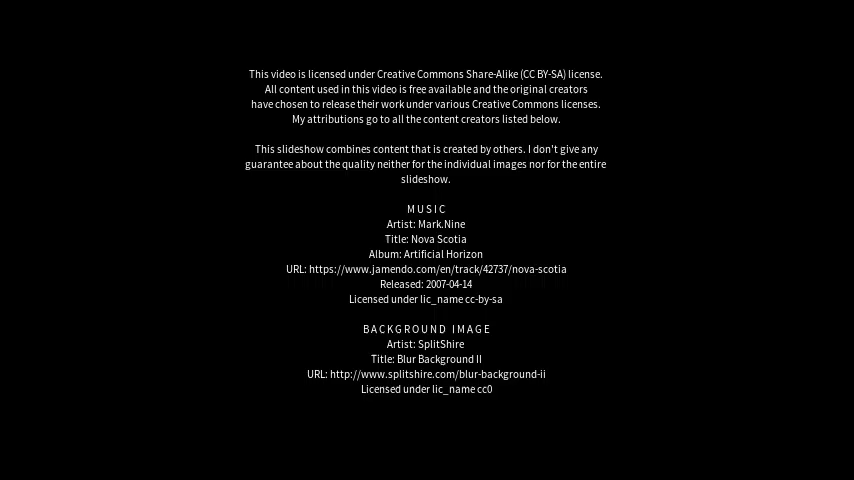 This video is licensed under Creative Commons Share-Alike (CC BY-SA) license.
All content used in this video is free available and the original creators
have chosen to release their work under various Creative Commons licenses.
My attributions go to all the content creators listed below.
This slideshow combines content that is created by others. I don't give any
guarantee about the quality neither for the individual images nor for the entire
slideshow.
MUSIC
Artist: Mark.Nine
Title: Nova Scotia
Album: Artificial Horizon
URL: https://www.jamendo.com/en/track/42737/nova-scotia
Released: 2007-04-14
Licensed under lic_name cc-by-sa
BACKGROUND IMAGE
Artist: SplitShire
Title: Blur Background II
URL: http://www.splitshire.com/blur-background-ii
Licensed under lic_name cc0